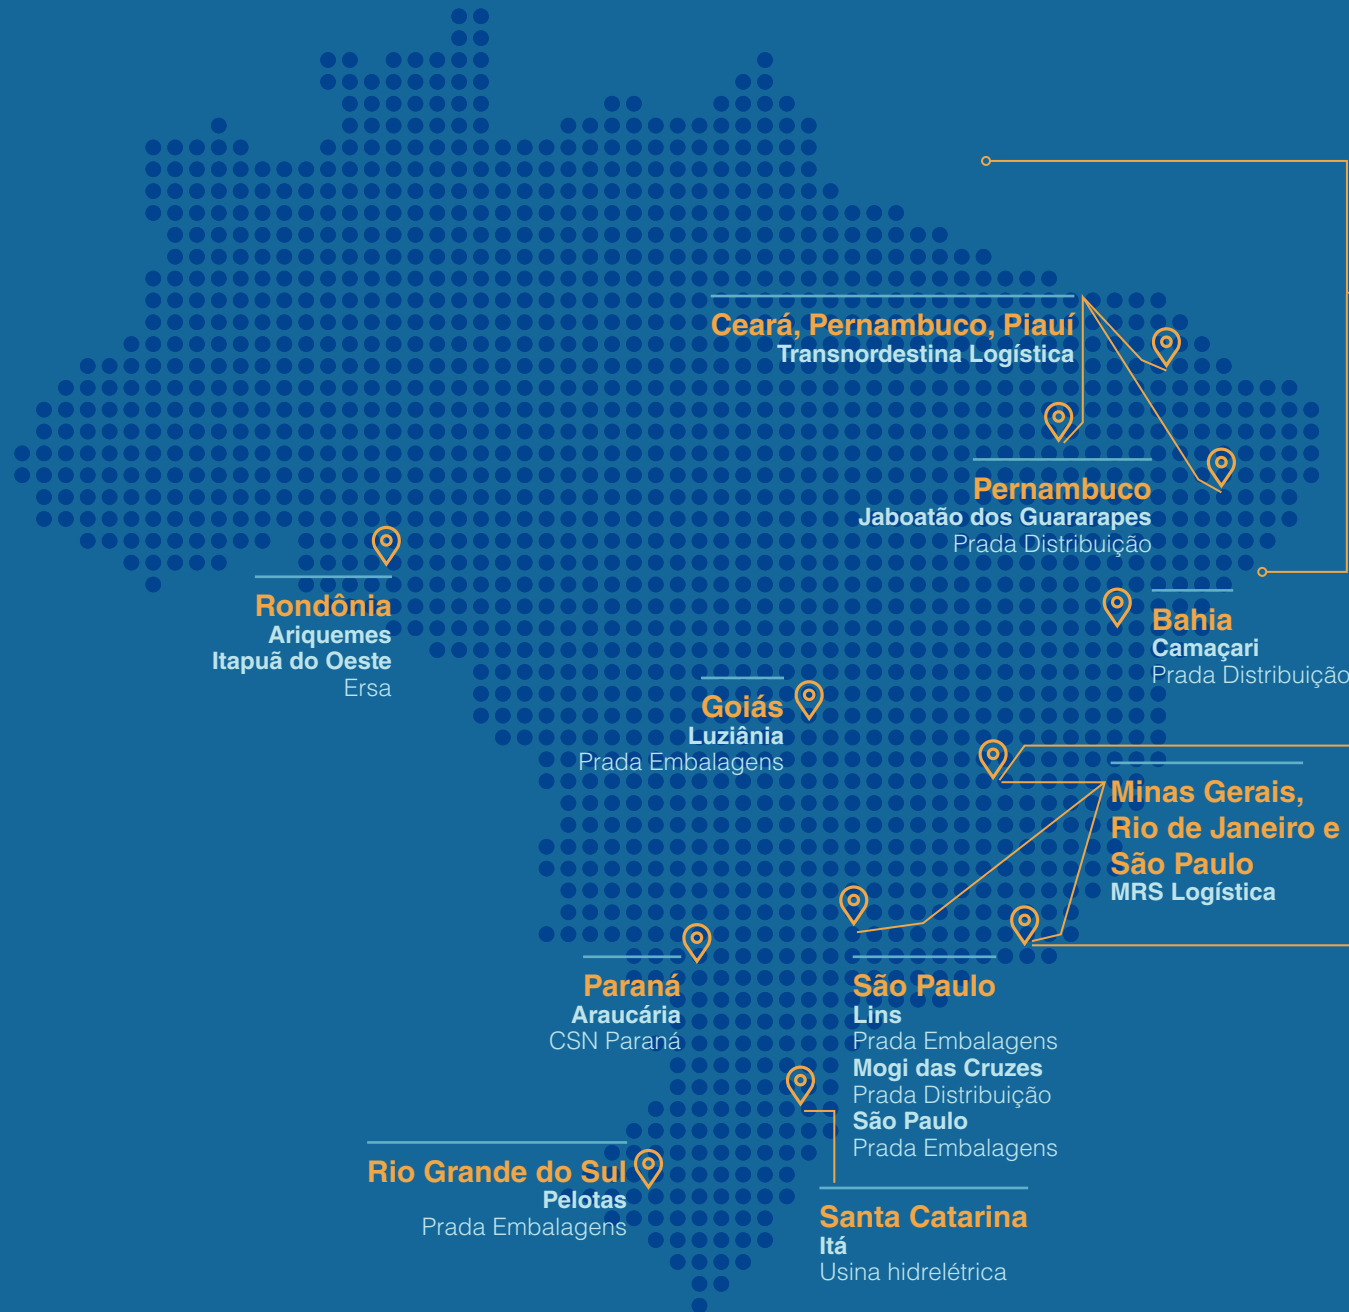 Ceará, Pernambuco, Piauí
Transnordestina Logística
Pernambuco
Jaboatão dos Guararapes
Prada Distribuição
Rondônia
Ariquemes
Itapuã do Oeste
Ersa
Bahia
Camaçari
Prada Distribuição
Goiás
Luziânia
Prada Embalagens
Minas Gerais,
Rio de Janeiro e
São Paulo
MRS Logística
Paraná
Araucária
CSN Paraná
São Paulo
Lins
Prada Embalagens
Mogi das Cruzes
Prada Distribuição
São Paulo
Prada Embalagens
Rio Grande do Sul
Pelotas
Prada Embalagens
Santa Catarina
Itá
Usina hidrelétrica